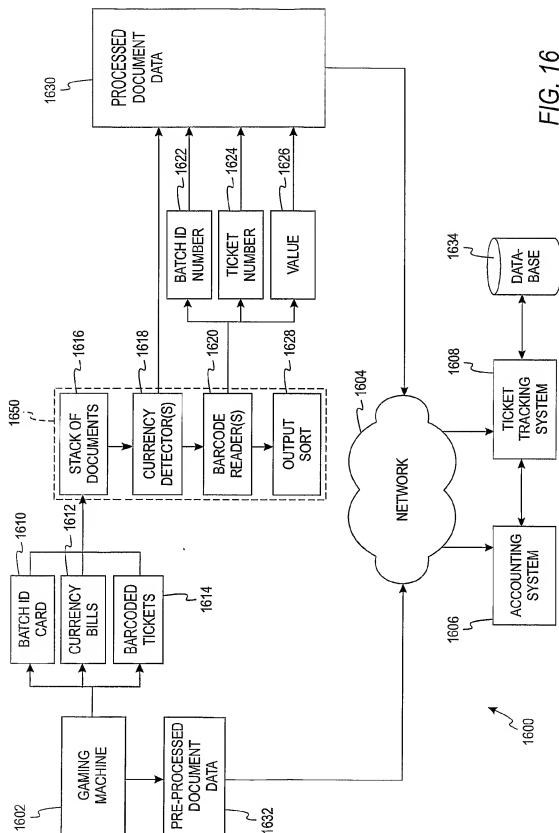 1602
GAMING
MACHINE
PRE-PROCESSED
DOCUMENT
DATA
1632
1610
BATCH ID
CARD
1612
CURRENCY
BILLS
BARCODED
TICKETS
1614
1650
1616
STACK OF
DOCUMENTS
1618
CURRENCY
DETECTOR(S)
1620
BARCODE
READER(S)
1628
OUTPUT
SORT
1622
BATCH ID
NUMBER
1624
TICKET
NUMBER
1626
VALUE
1630
PROCESSED
DOCUMENT
DATA
1604
NETWORK
1606
ACCOUNTING
SYSTEM
1608
TICKET
TRACKING
SYSTEM
1634
DATA-
BASE
1600
FIG. 16